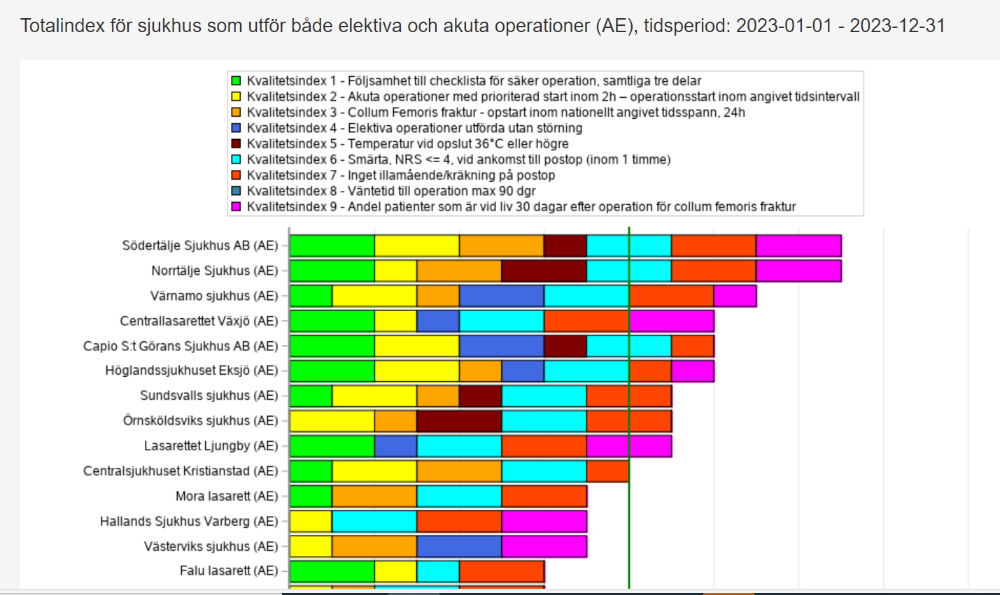 Totalindex för sjukhus som utför både elektiva och akuta operationer (AE), tidsperiod: 2023-01-01 - 2023-12-31
Kvalitetsindex 1 - Följsamhet till checklista för säker operation, samtliga tre delar
Kvalitetsindex 2 - Akuta operationer med prioriterad start inom 2h – operationsstart inom angivet tidsintervall
Kvalitetsindex 3 - Collum Femoris fraktur - opstart inom nationellt angivet tidsspann, 24h
Kvalitetsindex 4 - Elektiva operationer utförda utan störning
Kvalitetsindex 5 - Temperatur vid opslut 36°C eller högre
Kvalitetsindex 6 - Smärta, NRS <= 4, vid ankomst till postop (inom 1 timme)
Kvalitetsindex 7 - Inget illamående/kräkning på postop
Kvalitetsindex 8 - Väntetid till operation max 90 dgr
Kvalitetsindex 9 - Andel patienter som är vid liv 30 dagar efter operation för collum femoris fraktur
Södertälje Sjukhus AB (AE)
Norrtälje Sjukhus (AE)
Värnamo sjukhus (AE)
Centrallasarettet Växjö (AE)
Capio S:t Görans Sjukhus AB (AE)
Höglandssjukhuset Eksjö (AE)
Sundsvalls sjukhus (AE)
Örnsköldsviks sjukhus (AE)
Lasarettet Ljungby (AE)
Centralsjukhuset Kristianstad (AE)
Mora lasarett (AE)
Hallands Sjukhus Varberg (AE)
Västerviks sjukhus (AE)
Falu lasarett (AE)